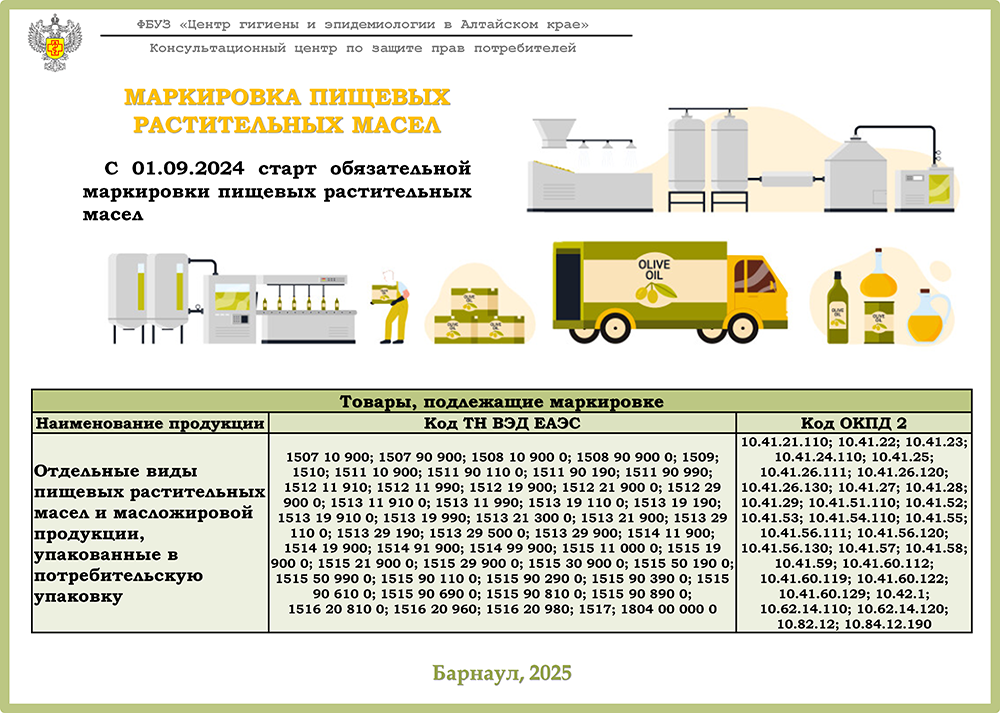 ФБУЗ «Центр гигиены и эпидемиологии в Алтайском крае»
Консультационный центр по защите прав потребителей
МАРКИРОВКА ПИЩЕВЫХ
РАСТИТЕЛЬНЫХ МАСЕЛ
С 01.09.2024 старт обязательной
маркировки пищевых растительных
масел
OLIVE
OIL
OLIVE
OIL
OLIVE
OIL
OLIVE
OIL
OLIVE
OIL
OLIVE
OIL
Товары, подлежащие маркировке
Наименование продукции
Код ТН ВЭД ЕАЭС
Код ОКПД 2
Отдельные виды
пищевых растительных
масел и масложировой
продукции,
упакованные в
потребительскую
упаковку
1507 10 900; 1507 90 900; 1508 10 900 0; 1508 90 900 0; 1509;
1510; 1511 10 900; 1511 90 110 0; 1511 90 190; 1511 90 990;
1512 11 910; 1512 11 990; 1512 19 900; 1512 21 900 0; 1512 29
900 0; 1513 11 910 0; 1513 11 990; 1513 19 110 0; 1513 19 190;
1513 19 910 0; 1513 19 990; 1513 21 300 0; 1513 21 900; 1513 29
110 0; 1513 29 190; 1513 29 500 0; 1513 29 900; 1514 11 900;
1514 19 900; 1514 91 900; 1514 99 900; 1515 11 000 0; 1515 19
900 0; 1515 21 900 0; 1515 29 900 0; 1515 30 900 0; 1515 50 190 0;
1515 50 990 0; 1515 90 110 0; 1515 90 290 0; 1515 90 390 0; 1515
90 610 0; 1515 90 690 0; 1515 90 810 0; 1515 90 890 0;
1516 20 810 0; 1516 20 960; 1516 20 980; 1517; 1804 00 000 0
10.41.21.110; 10.41.22; 10.41.23;
10.41.24.110; 10.41.25;
10.41.26.111; 10.41.26.120;
10.41.26.130; 10.41.27; 10.41.28;
10.41.29; 10.41.51.110; 10.41.52;
10.41.53; 10.41.54.110; 10.41.55;
10.41.56.111; 10.41.56.120;
10.41.56.130; 10.41.57; 10.41.58;
10.41.59; 10.41.60.112;
10.41.60.119; 10.41.60.122;
10.41.60.129; 10.42.1;
10.62.14.110; 10.62.14.120;
10.82.12; 10.84.12.190
Барнаул, 2025